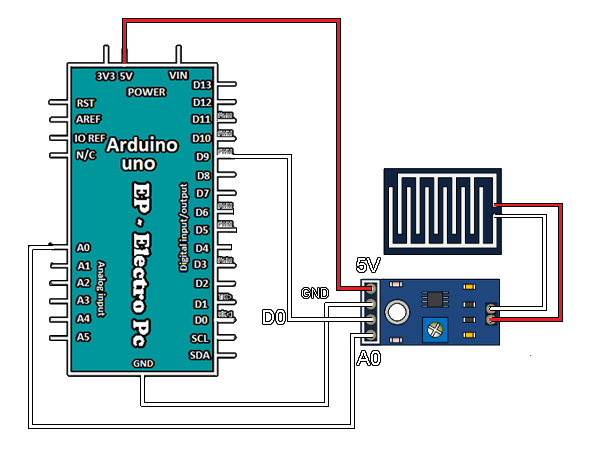 3V3 5V VIN
POWER
D13
RST
D12
AREF
D11
IO REF
D10
Arduino
uno
N/C
D9
D8
D7
D6
D5
D4
D3
D2
D1
D0
SCL
SDA
Digital input/output
EP - Electro Pc
A0
A1
A2
A3
A4
A5
Analog input
GND
5V
GND
D0
A0